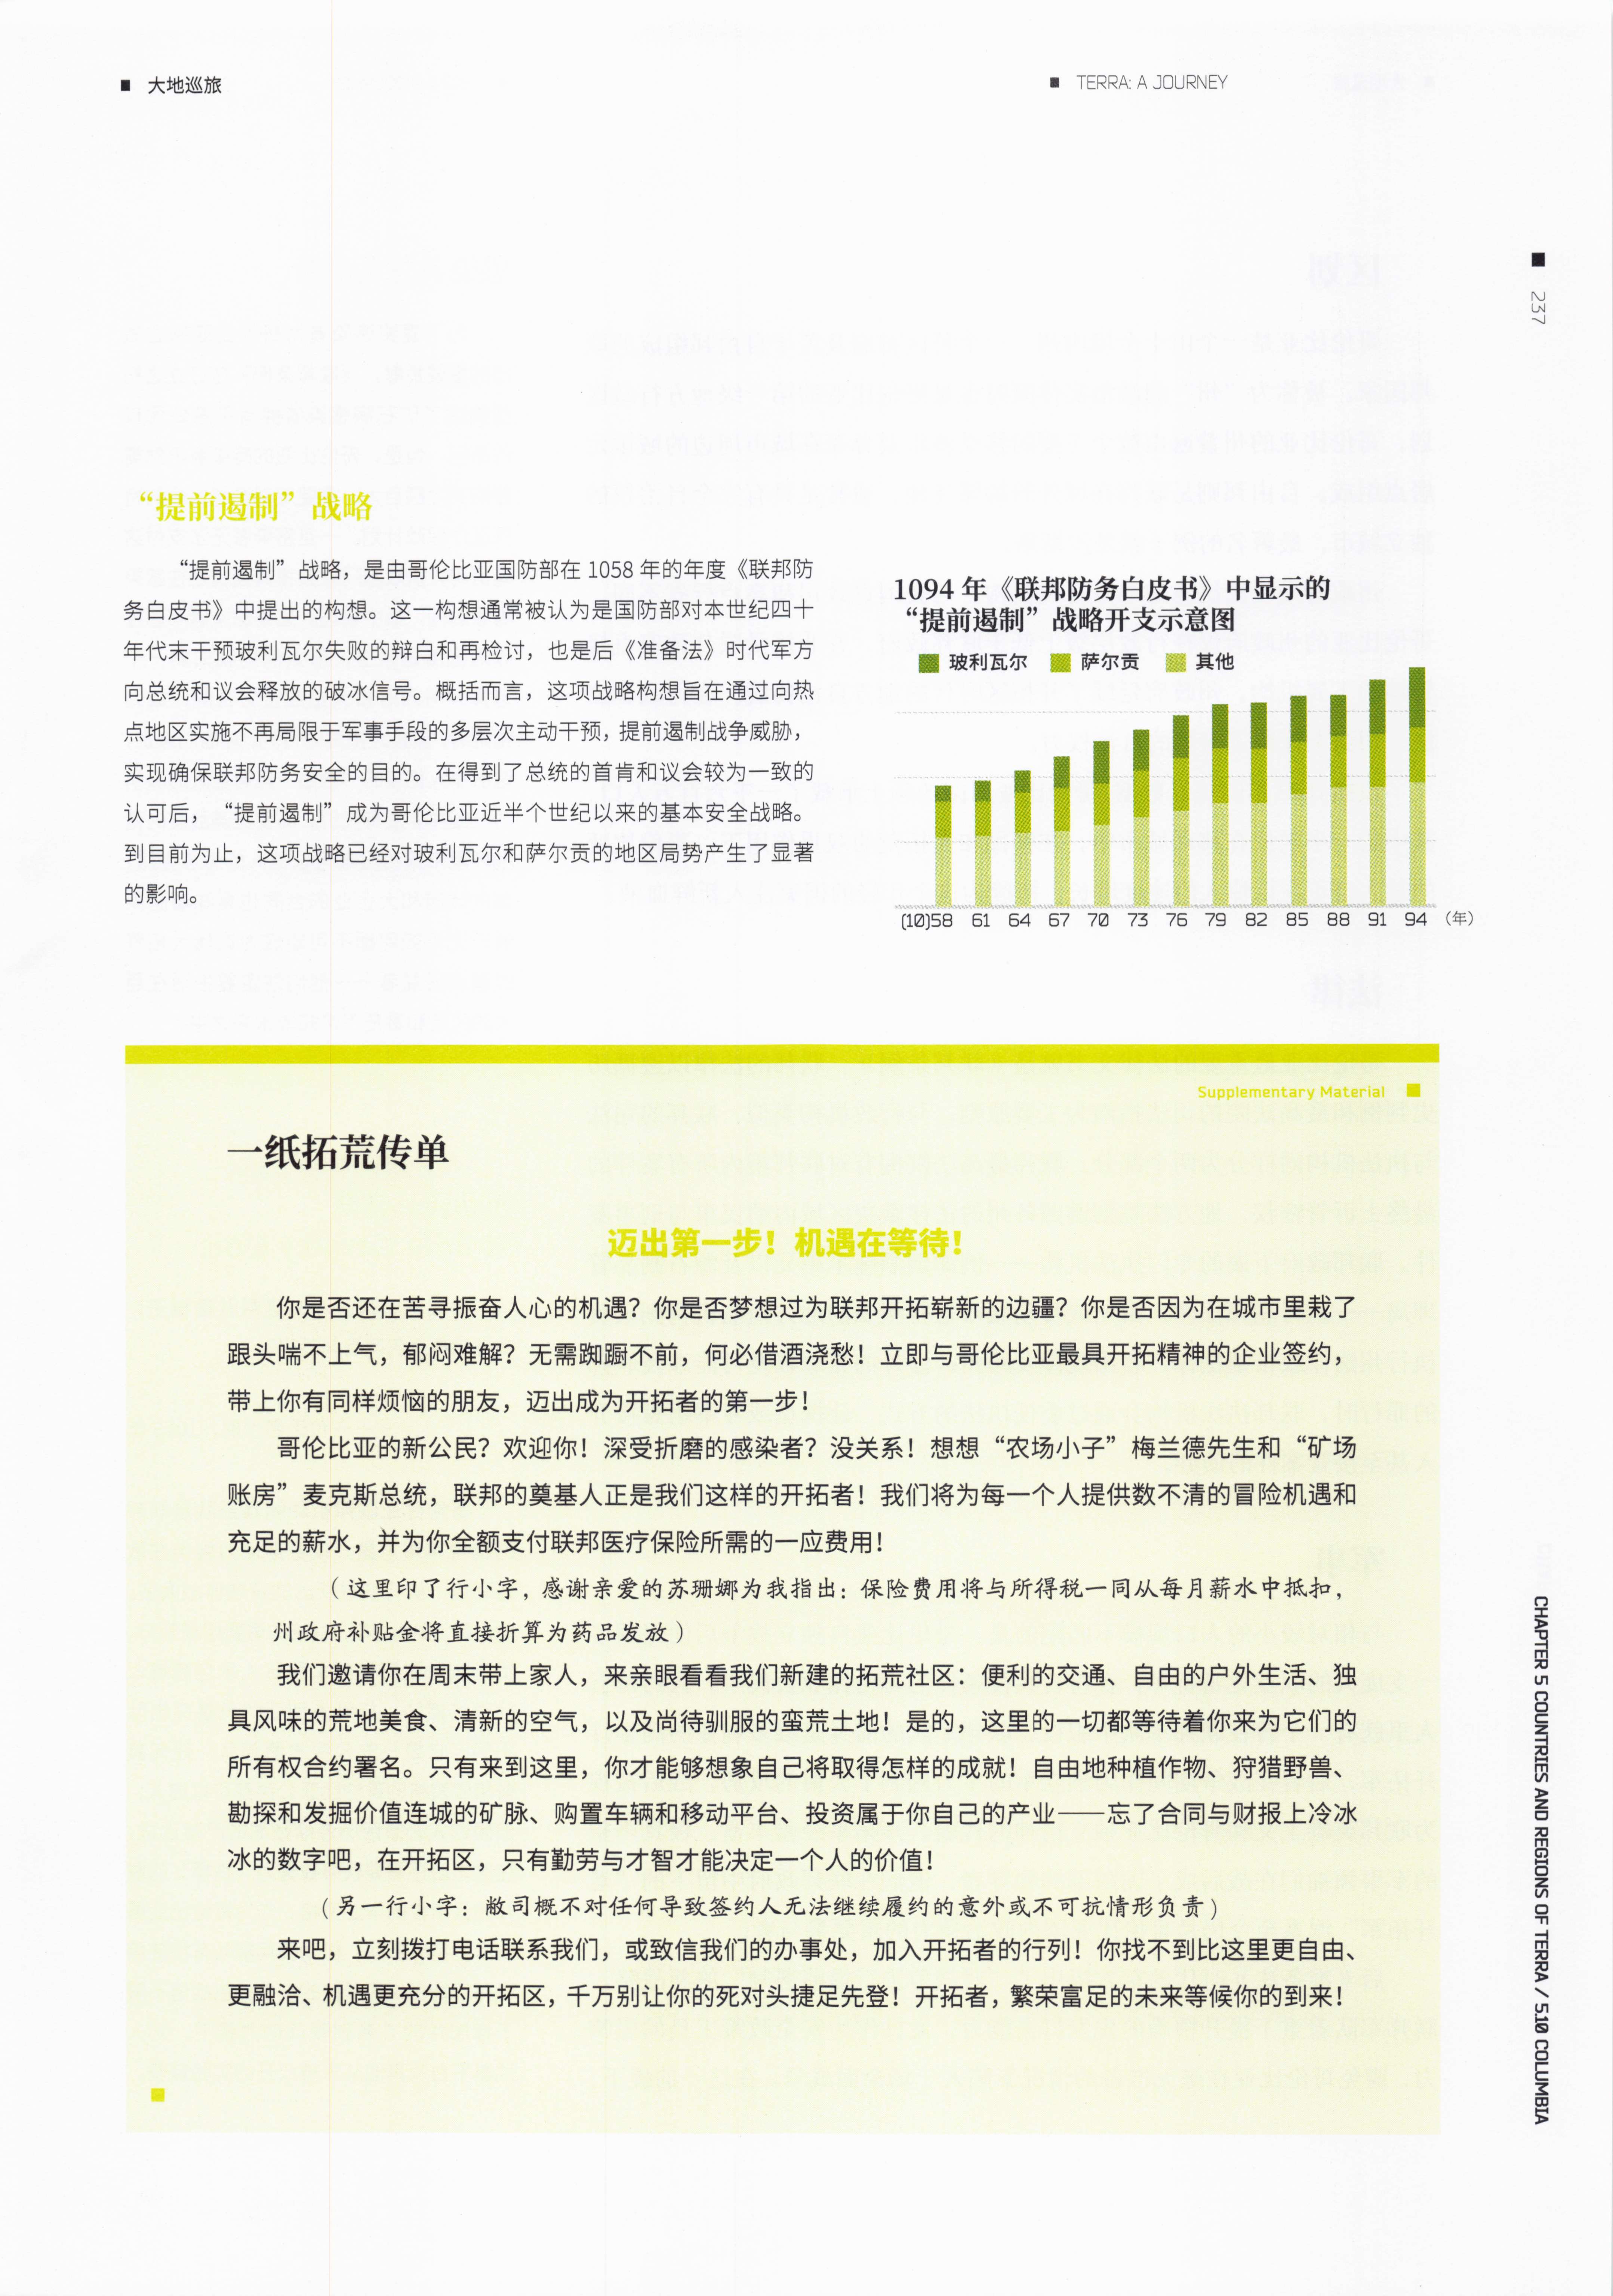 大地巡旅
TERRA: A JOURNEY
237
“提前遏制”战略
“提前遏制”战略，是由哥伦比亚国防部在 1058 年的年度《联邦防
务白皮书》中提出的构想。这一构想通常被认为是国防部对本世纪四十
年代末干预玻利瓦尔失败的辩白和再检讨，也是后《准备法》时代军方
向总统和议会释放的破冰信号。概括而言，这项战略构想旨在通过向热
点地区实施不再局限于军事手段的多层次主动干预，提前遏制战争威胁，
实现确保联邦防务安全的目的。在得到了总统的首肯和议会较为一致的
认可后，“提前遏制”成为哥伦比亚近半个世纪以来的基本安全战略。
到目前为止，这项战略已经对玻利瓦尔和萨尔贡的地区局势产生了显著
的影响。
1094 年《联邦防务白皮书》中显示的
“提前遏制”战略开支示意图
玻利瓦尔 萨尔贡 其他
(10)58 61 64 67 70 73 76 79 82 85 88 91 94 （年）
Supplementary Material
一纸拓荒传单
迈出第一步！机遇在等待！
你是否还在苦寻振奋人心的机遇？你是否梦想过为联邦开拓崭新的边疆？你是否因为在城市里栽了
跟头喘不上气，郁闷难解？无需踟蹰不前，何必借酒浇愁！立即与哥伦比亚最具开拓精神的企业签约，
带上你有同样烦恼的朋友，迈出成为开拓者的第一步！
哥伦比亚的新公民？欢迎你！深受折磨的感染者？没关系！想想“农场小子”梅兰德先生和“矿场
账房”麦克斯总统，联邦的奠基人正是我们这样的开拓者！我们将为每一个人提供数不清的冒险机遇和
充足的薪水，并为你全额支付联邦医疗保险所需的一应费用！
（这里印了行小字，感谢亲爱的苏珊娜为我指出：保险费用将与所得税一同从每月薪水中抵扣，
州政府补贴金将直接折算为药品发放）
我们邀请你在周末带上家人，来亲眼看看我们新建的拓荒社区：便利的交通、自由的户外生活、独
具风味的荒地美食、清新的空气，以及尚待驯服的蛮荒土地！是的，这里的一切都等待着你来为它们的
所有权合约署名。只有来到这里，你才能够想象自己将取得怎样的成就！自由地种植作物、狩猎野兽、
勘探和发掘价值连城的矿脉、购置车辆和移动平台、投资属于你自己的产业——忘了合同与财报上冷冰
冰的数字吧，在开拓区，只有勤劳与才智才能决定一个人的价值！
（另一行小字：敝司概不对任何导致签约人无法继续履约的意外或不可抗情形负责）
来吧，立刻拨打电话联系我们，或致信我们的办事处，加入开拓者的行列！你找不到比这里更自由、
更融洽、机遇更充分的开拓区，千万别让你的死对头捷足先登！开拓者，繁荣富足的未来等候你的到来！
CHAPTER 5 COUNTRIES AND REGIONS OF TERRA / 5.10 COLUMBIA